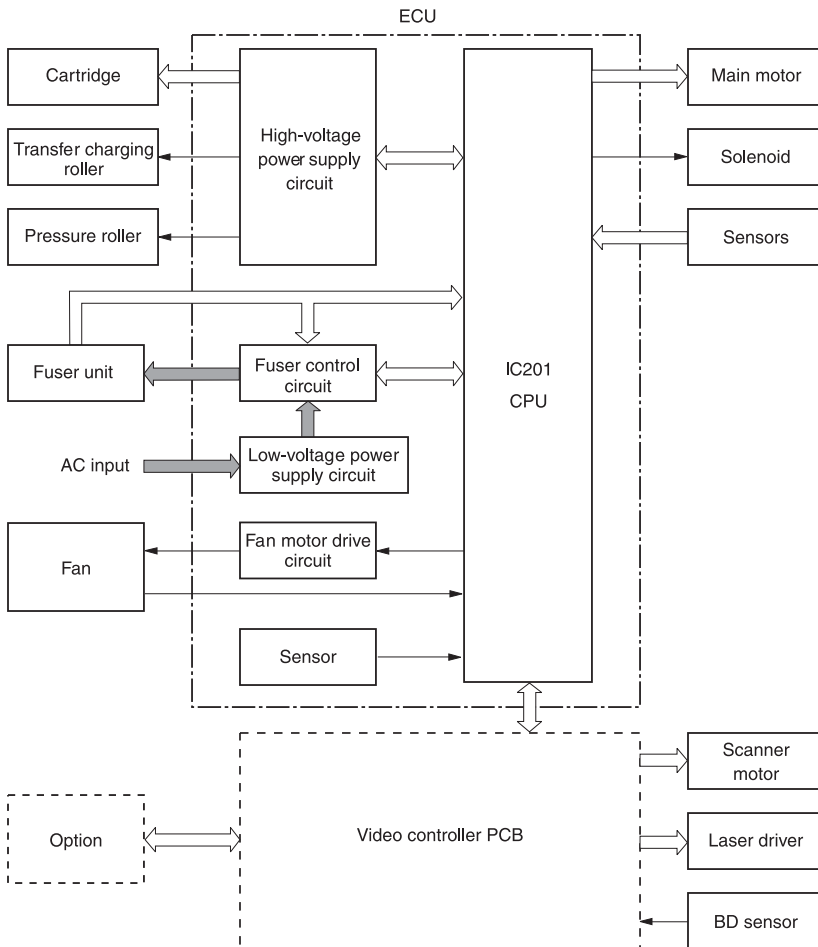 ECU
Cartridge
High-voltage
power supply
circuit
Main motor
Transfer charging
roller
Solenoid
Pressure roller
Sensors
IC201
CPU
Fuser unit
Fuser control
circuit
AC input
Low-voltage power
supply circuit
Fan
Fan motor drive
circuit
Sensor
Scanner
motor
Option
Video controller PCB
Laser driver
BD sensor